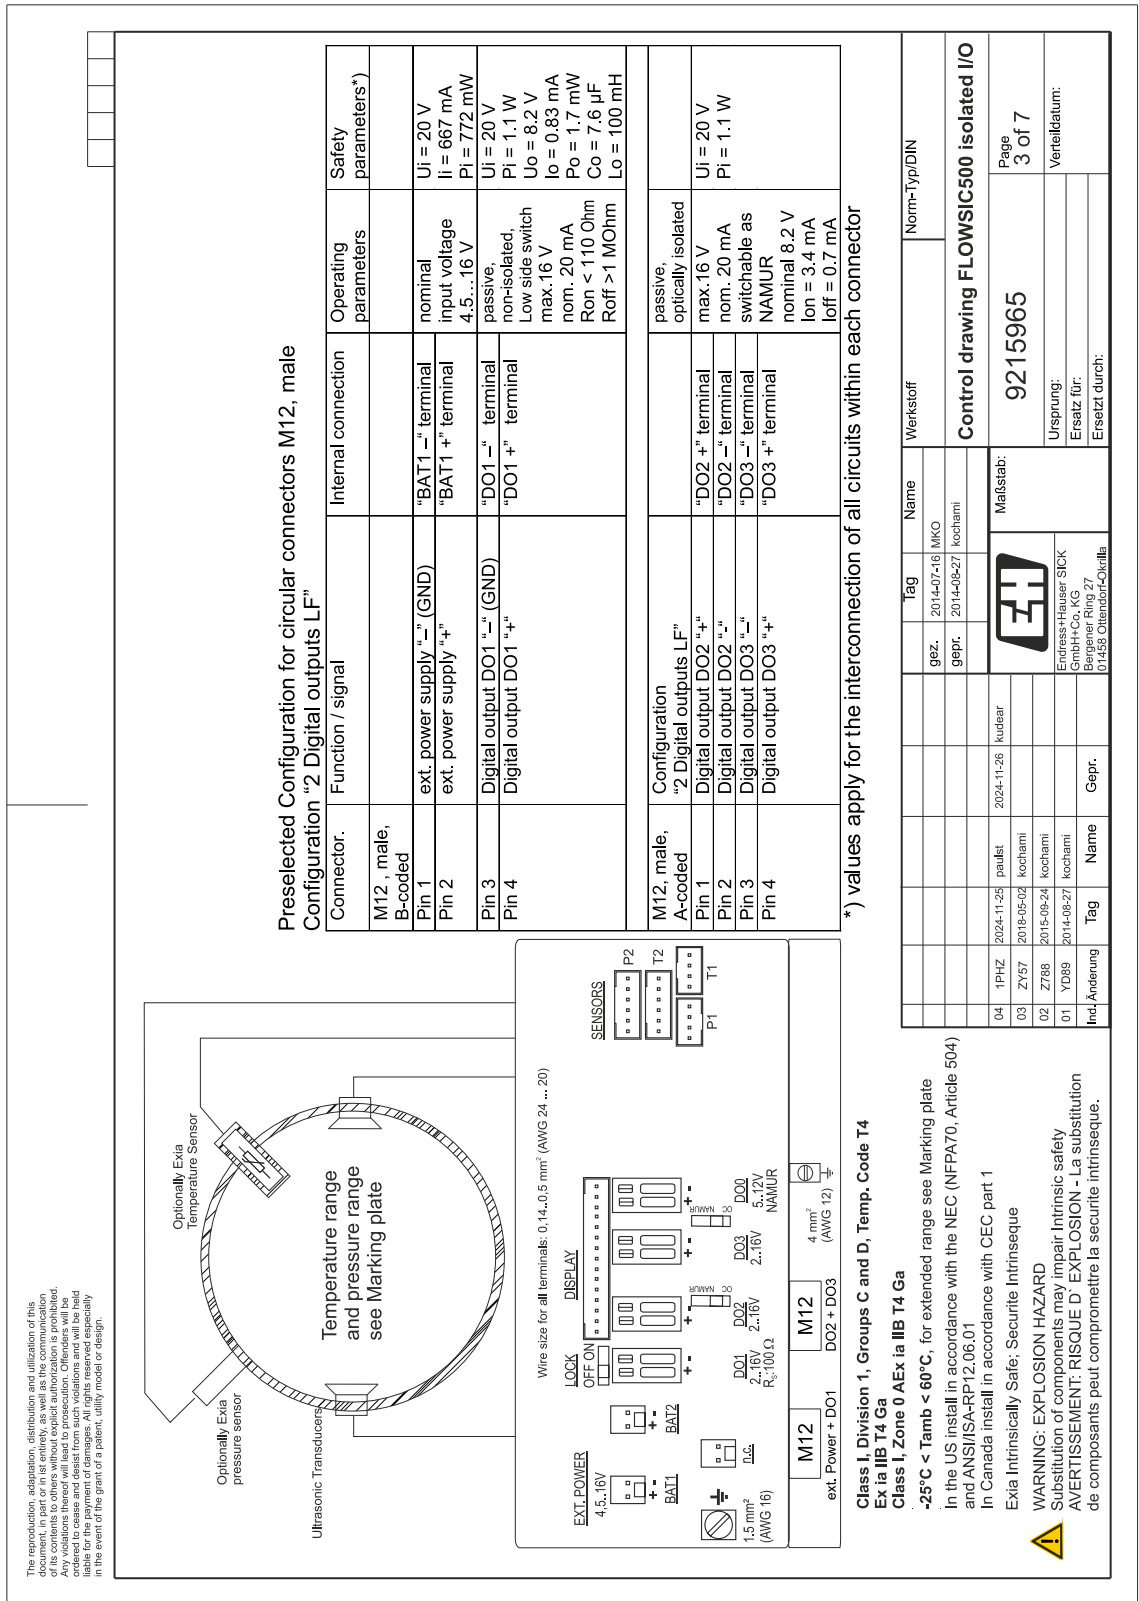 The reproduction, adaptation, distribution and utilization of this
document, in part or in ist entirety, as well as the communication
of its contents to others without explicit authorization is prohibited.
Any violations thereof will lead to prosecution. Offenders will be
ordered to cease and desist from such violations and will be held
liable for the payment of damages. All rights reserved especially
in the event of the grant of a patent, utility model or design.
Optionally Exia
Temperature Sensor
Optionally Exia
pressure sensor
Temperature range
and pressure range
see Marking plate
Ultrasonic Transducers
Wire size for all terminals: 0,14..0.5 mm² (AWG 24 ... 20)
EXT. POWER
4,5..16V
LOCK
OFF ON
DISPLAY
SENSORS
P2
T2
P1
T1
+ -
BAT1
+ -
BAT2
n.c.
1.5 mm²
(AWG 16)
+ -
DO1
2..16V
Rₛ:100 Ω
+ -
DO2
2..16V
NAMUR
OC
+ -
DO3
2..16V
NAMUR
OC
+ -
DO0
5..12V
NAMUR
M12
ext. Power + DO1
M12
DO2 + DO3
4 mm²
(AWG 12)
Class I, Division 1, Groups C and D, Temp. Code T4
Ex ia IIB T4 Ga
Class I, Zone 0 AEx ia IIB T4 Ga
-25°C < Tamb < 60°C, for extended range see Marking plate
In the US install in accordance with the NEC (NFPA70, Article 504)
and ANSI/ISA-RP12.06.01
In Canada install in accordance with CEC part 1
Exia Intrinsically Safe; Securite Intrinseque
WARNING: EXPLOSION HAZARD
Substitution of components may impair Intrinsic safety
AVERTISSEMENT: RISQUE D` EXPLOSION - La substitution
de composants peut compromettre la securite intrinseque.
Preselected Configuration for circular connectors M12, male
Configuration “2 Digital outputs LF”
Connector. Function / signal Internal connection Operating parameters Safety parameters*)
M12 , male,
B-coded
Pin 1 ext. power supply “–” (GND) “BAT1 –“ terminal
Pin 2 ext. power supply “+” “BAT1 +” terminal
nominal
input voltage
4.5…16 V
Ui = 20 V
Ii = 667 mA
Pi = 772 mW
Pin 3 Digital output DO1 “–“ (GND) “DO1 –“ terminal
Pin 4 Digital output DO1 “+“ “DO1 +” terminal
passive,
non-isolated,
Low side switch
max.16 V
nom. 20 mA
Ron < 110 Ohm
Roff >1 MOhm
Ui = 20 V
Pi = 1.1 W
Uo = 8.2 V
Io = 0.83 mA
Po = 1.7 mW
Co = 7.6 µF
Lo = 100 mH
M12, male,
A-coded
Configuration
“2 Digital outputs LF”
Pin 1 Digital output DO2 “+“ “DO2 +” terminal
Pin 2 Digital output DO2 “-“ “DO2 –“ terminal
Pin 3 Digital output DO3 “–“ “DO3 –“ terminal
Pin 4 Digital output DO3 “+“ “DO3 +” terminal
passive,
optically isolated
max.16 V
nom. 20 mA
switchable as
NAMUR
nominal 8.2 V
Ion = 3.4 mA
Ioff = 0.7 mA
Ui = 20 V
Pi = 1.1 W
*) values apply for the interconnection of all circuits within each connector
04 1PHZ 2024-11-25 paulst 2024-11-26 kudear
03 ZY57 2018-05-02 kochami
02 Z788 2015-09-24 kochami
01 YD89 2014-08-27 kochami
Ind. Änderung Tag Name Gepr.
Tag Name
gez. 2014-07-16 MKO
gepr. 2014-08-27 kochami
EH
Endress+Hauser SICK
GmbH+Co. KG
Bergener Ring 27
01458 Ottendorf-Okrilla
Maßstab:
Werkstoff
Norm-Typ/DIN
Control drawing FLOWSIC500 isolated I/O
9215965
Page
3 of 7
Ursprung:
Ersatz für:
Ersetzt durch:
Verteildatum: